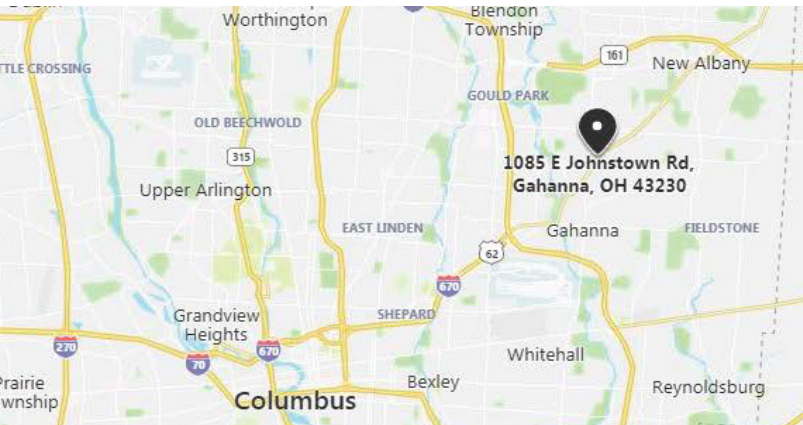 Worthington
Blendon
Township
161
New Albany
TTLE CROSSING
GOULD PARK
OLD BEECHWOLD
315
1085 E Johnstown Rd,
Gahanna, OH 43230
Upper Arlington
EAST LINDEN
Gahanna
FIELDSTONE
62
670
Grandview
Heights
SHEPARD
270
670
70
Whitehall
Prairie
wnship
Bexley
Reynoldsburg
Columbus